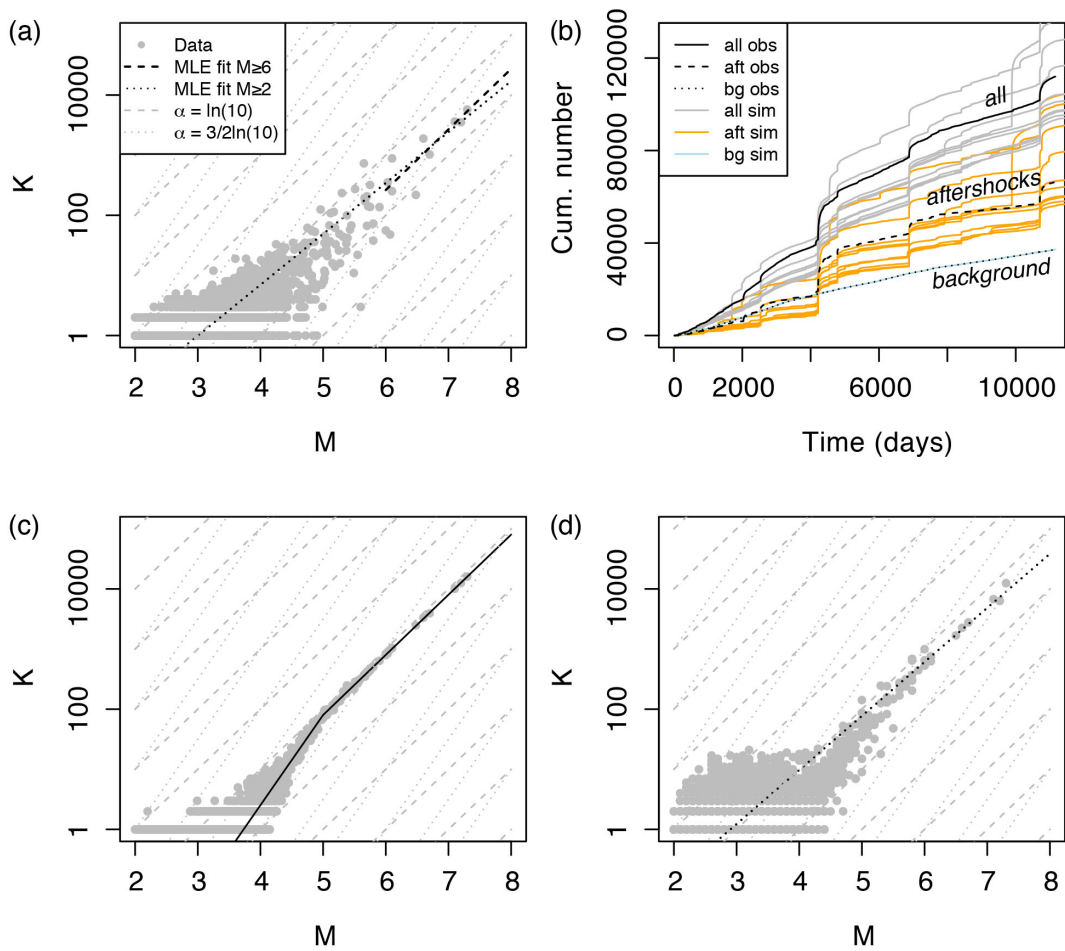 (a)
Data
MLE fit M≥6
MLE fit M≥2
α = ln(10)
α = 3/2ln(10)
K
1
100
10000
2 3 4 5 6 7 8
M
(b)
all obs
aft obs
bg obs
all sim
aft sim
bg sim
all
aftershocks
background
Cum. number
0 40000 80000 120000
0 2000 6000 10000
Time (days)
(c)
K
1 100 10000
2 3 4 5 6 7 8
M
(d)
K
1 100 10000
2 3 4 5 6 7 8
M